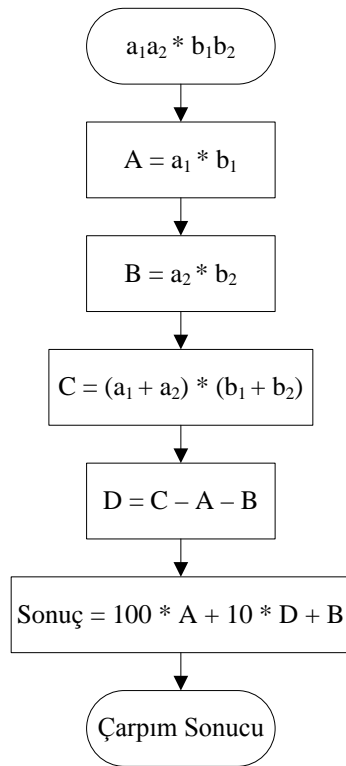 a₁a₂ * b₁b₂
A = a₁ * b₁
B = a₂ * b₂
C = (a₁ + a₂) * (b₁ + b₂)
D = C – A – B
Sonuç = 100 * A + 10 * D + B
Çarpım Sonucu